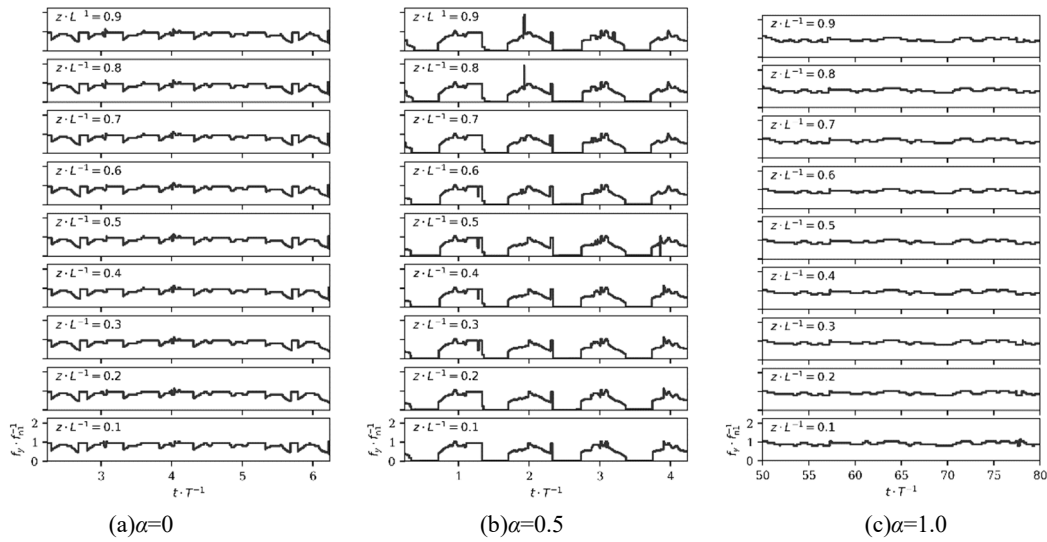 z · L⁻¹ = 0.9
z · L⁻¹ = 0.8
z · L⁻¹ = 0.7
z · L⁻¹ = 0.6
z · L⁻¹ = 0.5
z · L⁻¹ = 0.4
z · L⁻¹ = 0.3
z · L⁻¹ = 0.2
z · L⁻¹ = 0.1
2
1
0
f_y · f_n1⁻¹
3 4 5 6
t · T⁻¹
(a)α=0
z · L⁻¹ = 0.9
z · L⁻¹ = 0.8
z · L⁻¹ = 0.7
z · L⁻¹ = 0.6
z · L⁻¹ = 0.5
z · L⁻¹ = 0.4
z · L⁻¹ = 0.3
z · L⁻¹ = 0.2
z · L⁻¹ = 0.1
2
1
0
f_y · f_n1⁻¹
1 2 3 4
t · T⁻¹
(b)α=0.5
z · L⁻¹ = 0.9
z · L⁻¹ = 0.8
z · L⁻¹ = 0.7
z · L⁻¹ = 0.6
z · L⁻¹ = 0.5
z · L⁻¹ = 0.4
z · L⁻¹ = 0.3
z · L⁻¹ = 0.2
z · L⁻¹ = 0.1
2
1
0
f_y · f_n1⁻¹
50 55 60 65 70 75 80
t · T⁻¹
(c)α=1.0